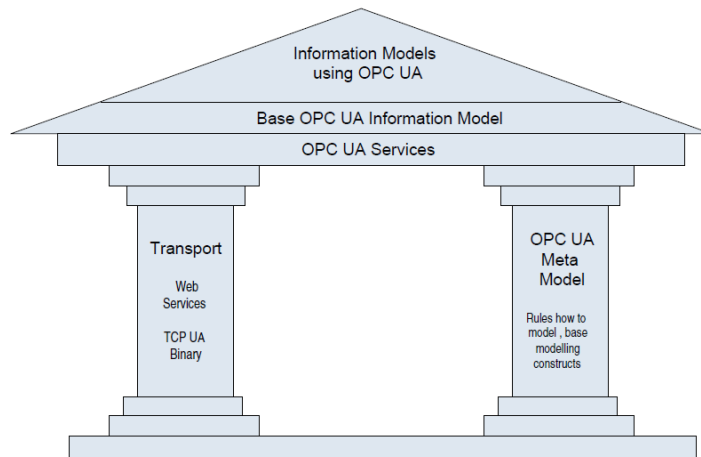 Information Models
using OPC UA
Base OPC UA Information Model
OPC UA Services
Transport
Web
Services
TCP UA
Binary
OPC UA
Meta
Model
Rules how to
model , base
modelling
constructs